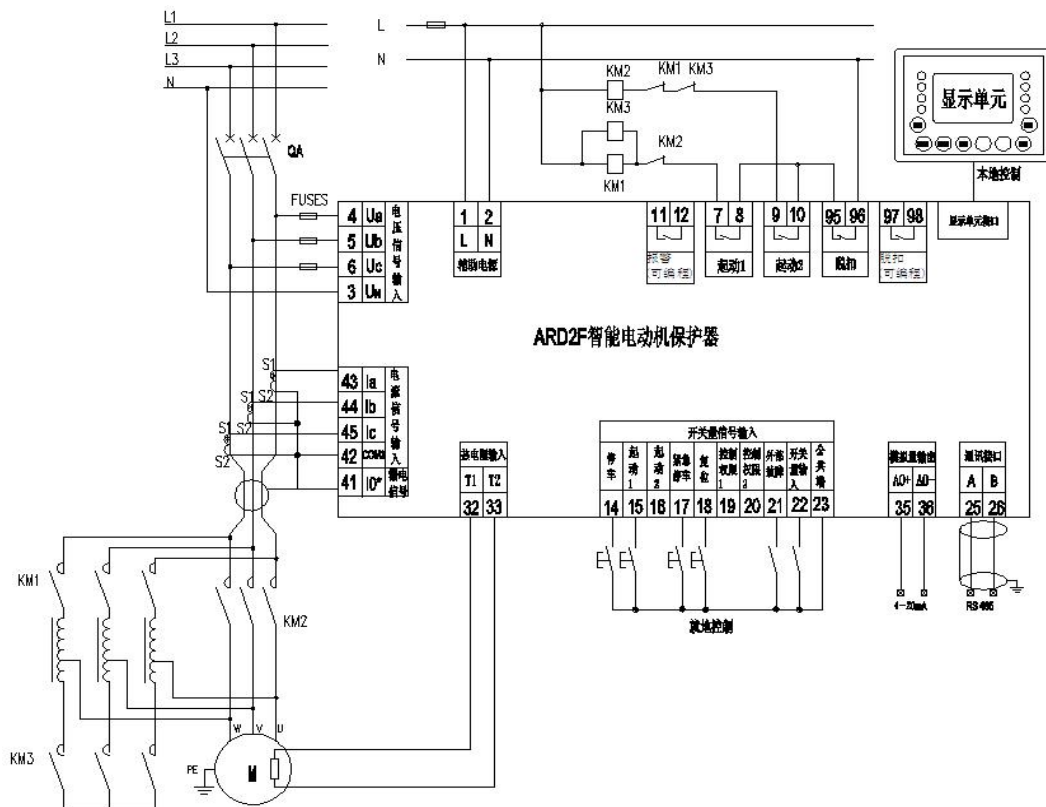 L1
L2
L3
N
L
N
QA
FUSES
KM2
KM1
KM3
KM3
KM2
KM1
显示单元
本地控制
4 Ua
5 Ub
6 Uc
3 UN
电压信号输入
1 2
L N
辅助电源
11 12
报警
(可编程)
7 8
起动1
9 10
起动2
95 96
脱扣
97 98
脱扣
(可编程)
显示单元接口
ARD2F智能电动机保护器
S1
S2
S1
S2
S1
S2
43 Ia
44 Ib
45 Ic
42 COM3
41 I0*
电流信号输入
漏电信号
热电阻输入
T1 T2
32 33
开关量信号输入
停车
起动1
起动2
紧急停车
复位
控制权限1
控制权限2
外部故障
开关量输入
公共端
14 15 16 17 18 19 20 21 22 23
就地控制
模拟量输出
AO+ AO-
35 36
4-20mA
通讯接口
A B
25 26
RS485
KM1
KM2
KM3
W V U
PE
M